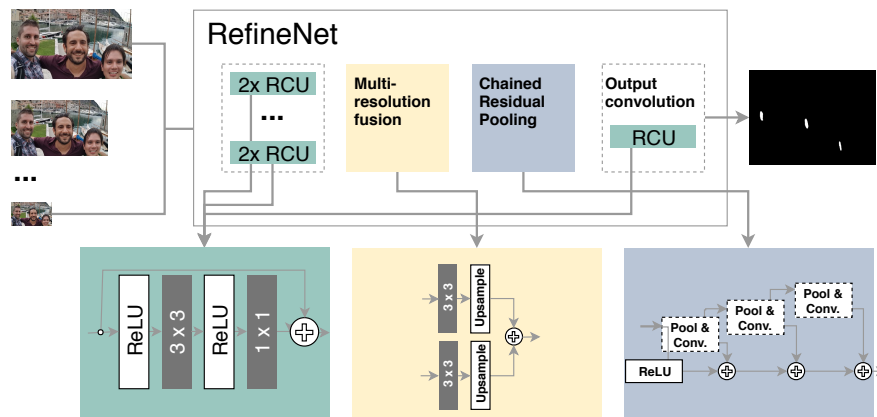 RefineNet
2x RCU
...
2x RCU
Multi-
resolution
fusion
Chained
Residual
Pooling
Output
convolution
RCU
...
ReLU
3 x 3
ReLU
1 x 1
3 x 3
Upsample
3 x 3
Upsample
Pool &
Conv.
Pool &
Conv.
Pool &
Conv.
ReLU